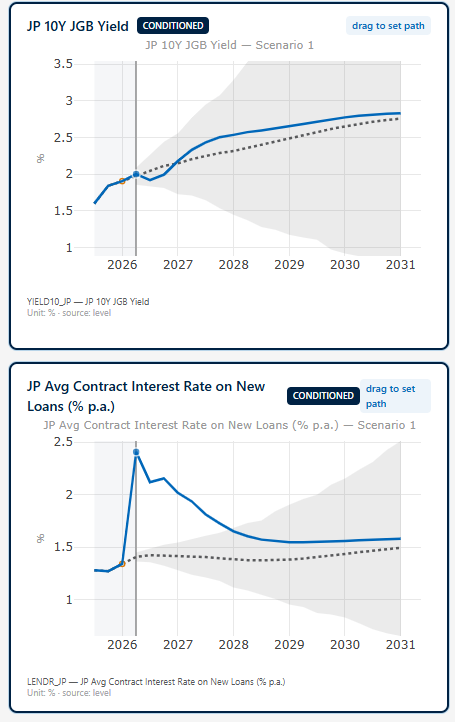 JP 10Y JGB Yield CONDITIONED drag to set path
JP 10Y JGB Yield — Scenario 1
3.5
3
2.5
2
1.5
1
%
2026 2027 2028 2029 2030 2031
YIELD10_JP — JP 10Y JGB Yield
Unit: % · source: level
JP Avg Contract Interest Rate on New
Loans (% p.a.)
CONDITIONED
drag to set
path
JP Avg Contract Interest Rate on New Loans (% p.a.) — Scenario 1
2.5
2
1.5
1
%
2026 2027 2028 2029 2030 2031
LENDR_JP — JP Avg Contract Interest Rate on New Loans (% p.a.)
Unit: % · source: level